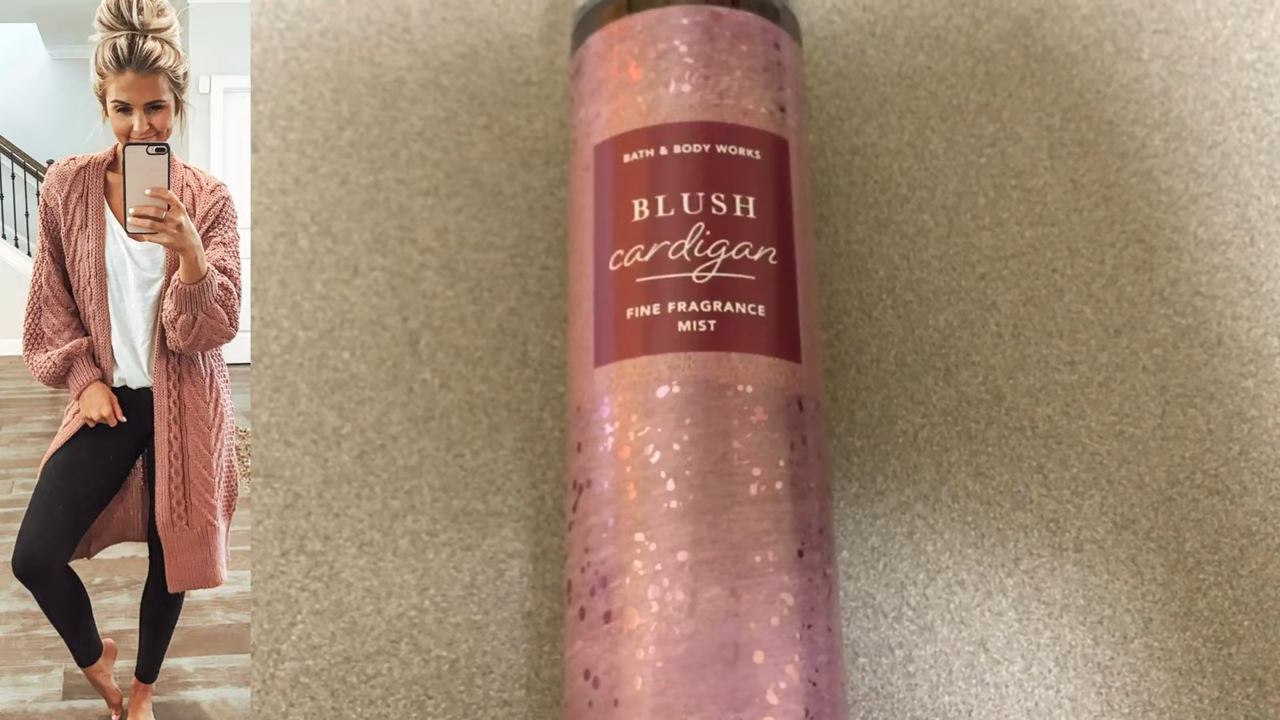 BATH & BODY WORKS
BLUSH
cardigan
FINE FRAGRANCE
MIST